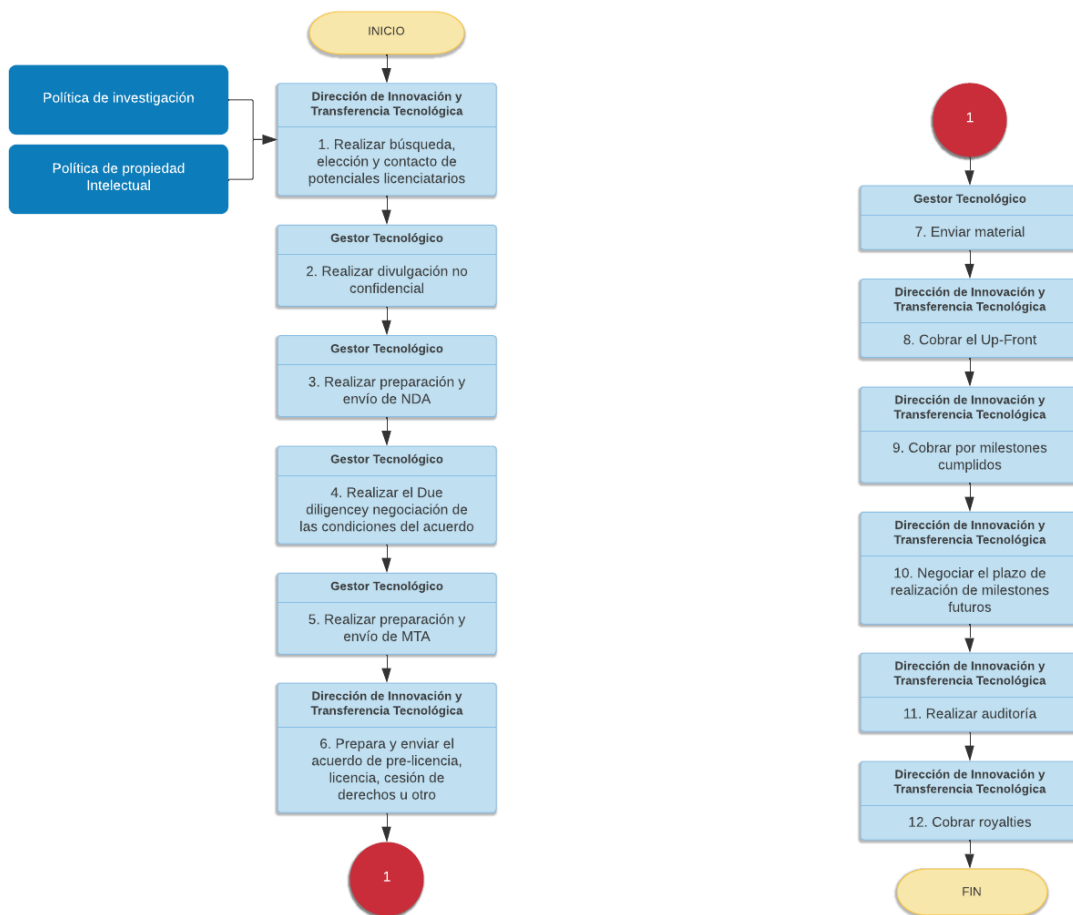 INICIO
Política de investigación
Política de propiedad
Intelectual
Dirección de Innovación y
Transferencia Tecnológica
1. Realizar búsqueda,
elección y contacto de
potenciales licenciatarios
Gestor Tecnológico
2. Realizar divulgación no
confidencial
Gestor Tecnológico
3. Realizar preparación y
envío de NDA
Gestor Tecnológico
4. Realizar el Due
diligencey negociación de
las condiciones del acuerdo
Gestor Tecnológico
5. Realizar preparación y
envío de MTA
Dirección de Innovación y
Transferencia Tecnológica
6. Prepara y enviar el
acuerdo de pre-licencia,
licencia, cesión de
derechos u otro
1
1
Gestor Tecnológico
7. Enviar material
Dirección de Innovación y
Transferencia Tecnológica
8. Cobrar el Up-Front
Dirección de Innovación y
Transferencia Tecnológica
9. Cobrar por milestones
cumplidos
Dirección de Innovación y
Transferencia Tecnológica
10. Negociar el plazo de
realización de milestones
futuros
Dirección de Innovación y
Transferencia Tecnológica
11. Realizar auditoría
Dirección de Innovación y
Transferencia Tecnológica
12. Cobrar royalties
FIN